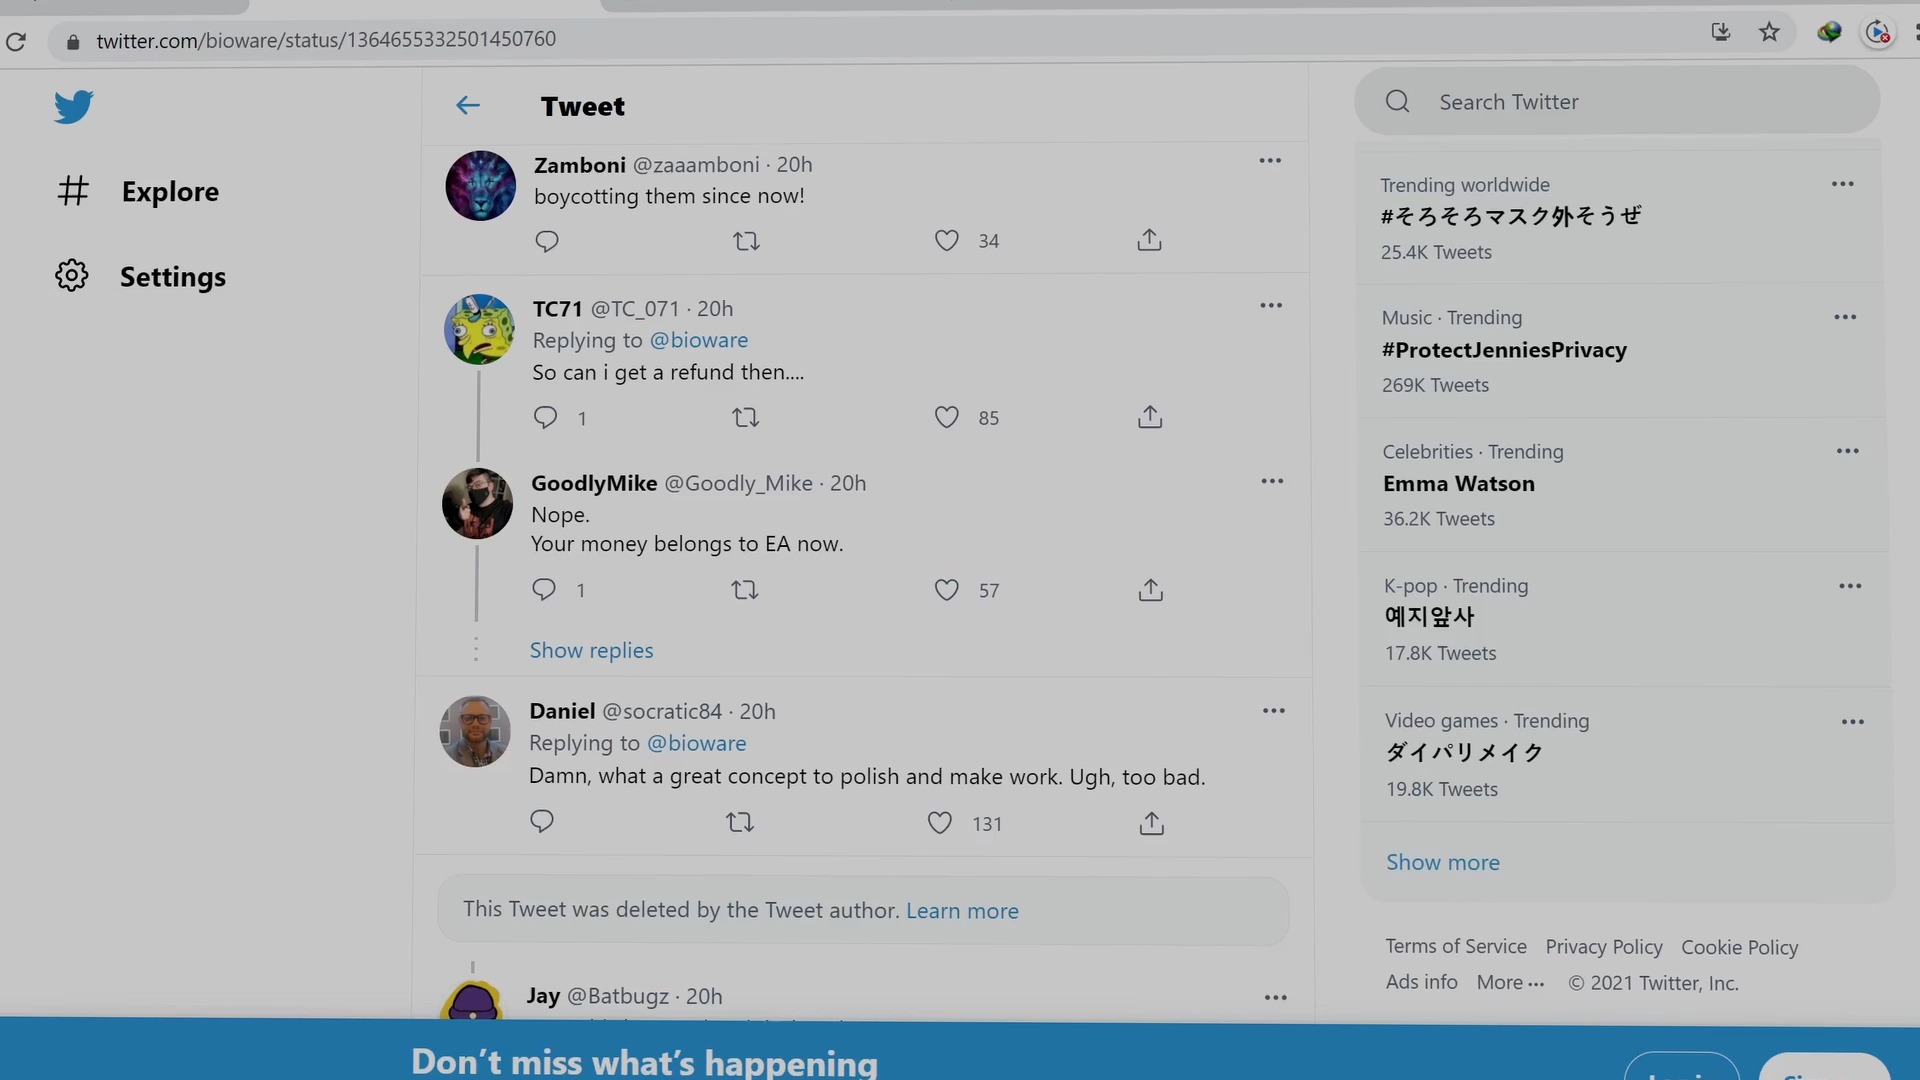 twitter.com/bioware/status/1364655332501450760
Explore
Settings
Tweet
Zamboni @zaaamboni · 20h
boycotting them since now!
34
TC71 @TC_071 · 20h
Replying to @bioware
So can i get a refund then....
1
85
GoodlyMike @Goodly_Mike · 20h
Nope.
Your money belongs to EA now.
1
57
Show replies
Daniel @socratic84 · 20h
Replying to @bioware
Damn, what a great concept to polish and make work. Ugh, too bad.
131
This Tweet was deleted by the Tweet author. Learn more
Jay @Batbugz · 20h
Search Twitter
Trending worldwide
#そろそろマスク外そうぜ
25.4K Tweets
Music · Trending
#ProtectJenniesPrivacy
269K Tweets
Celebrities · Trending
Emma Watson
36.2K Tweets
K-pop · Trending
예지앞사
17.8K Tweets
Video games · Trending
ダイパリメイク
19.8K Tweets
Show more
Terms of Service Privacy Policy Cookie Policy
Ads info More ··· © 2021 Twitter, Inc.
Don't miss what's happening